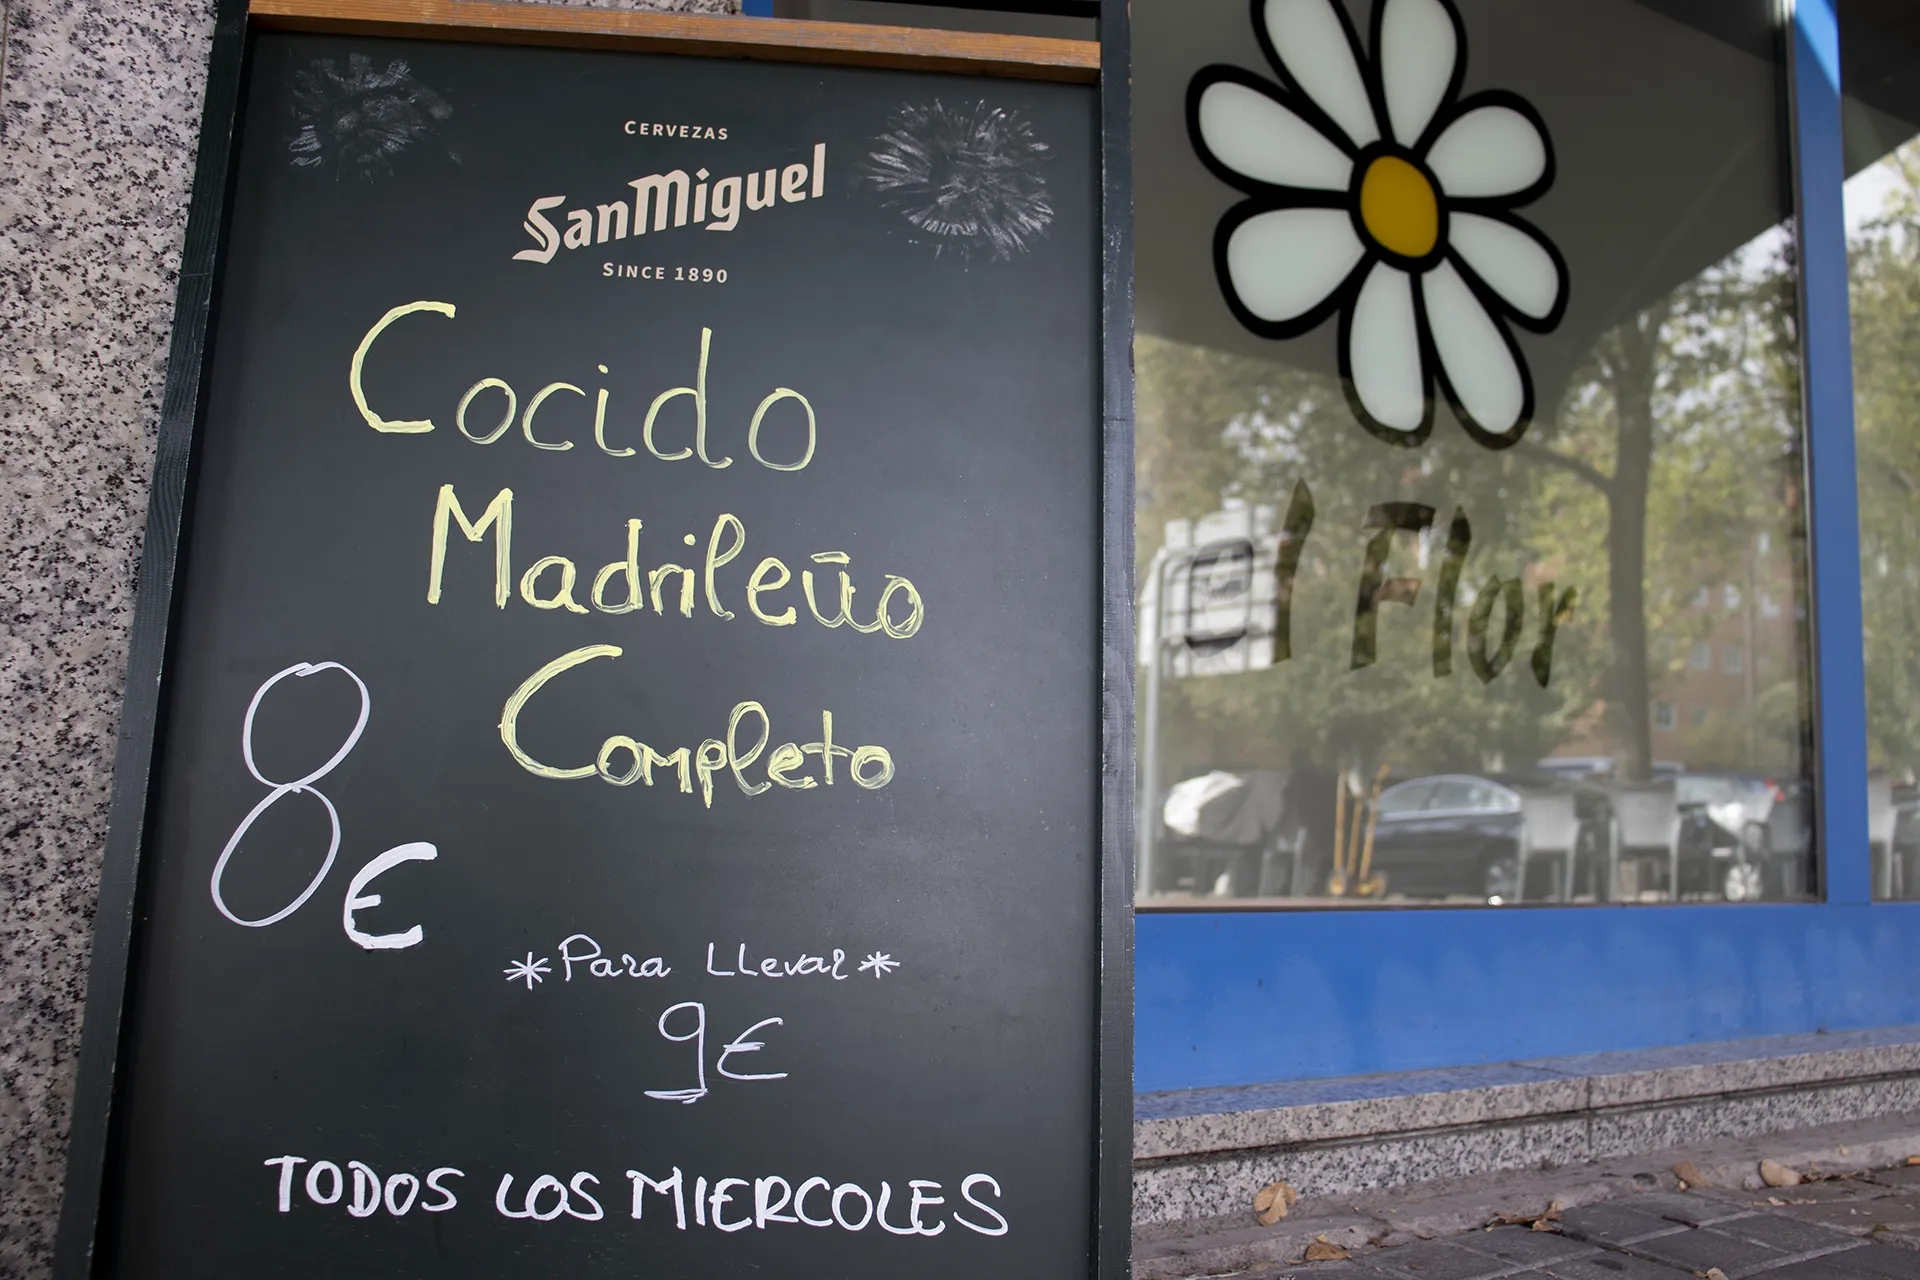 CERVEZAS
SanMiguel
SINCE 1890
Cocido
Madrileño
Completo
8€
*Para Llevar*
9€
TODOS LOS MIERCOLES
l Flor